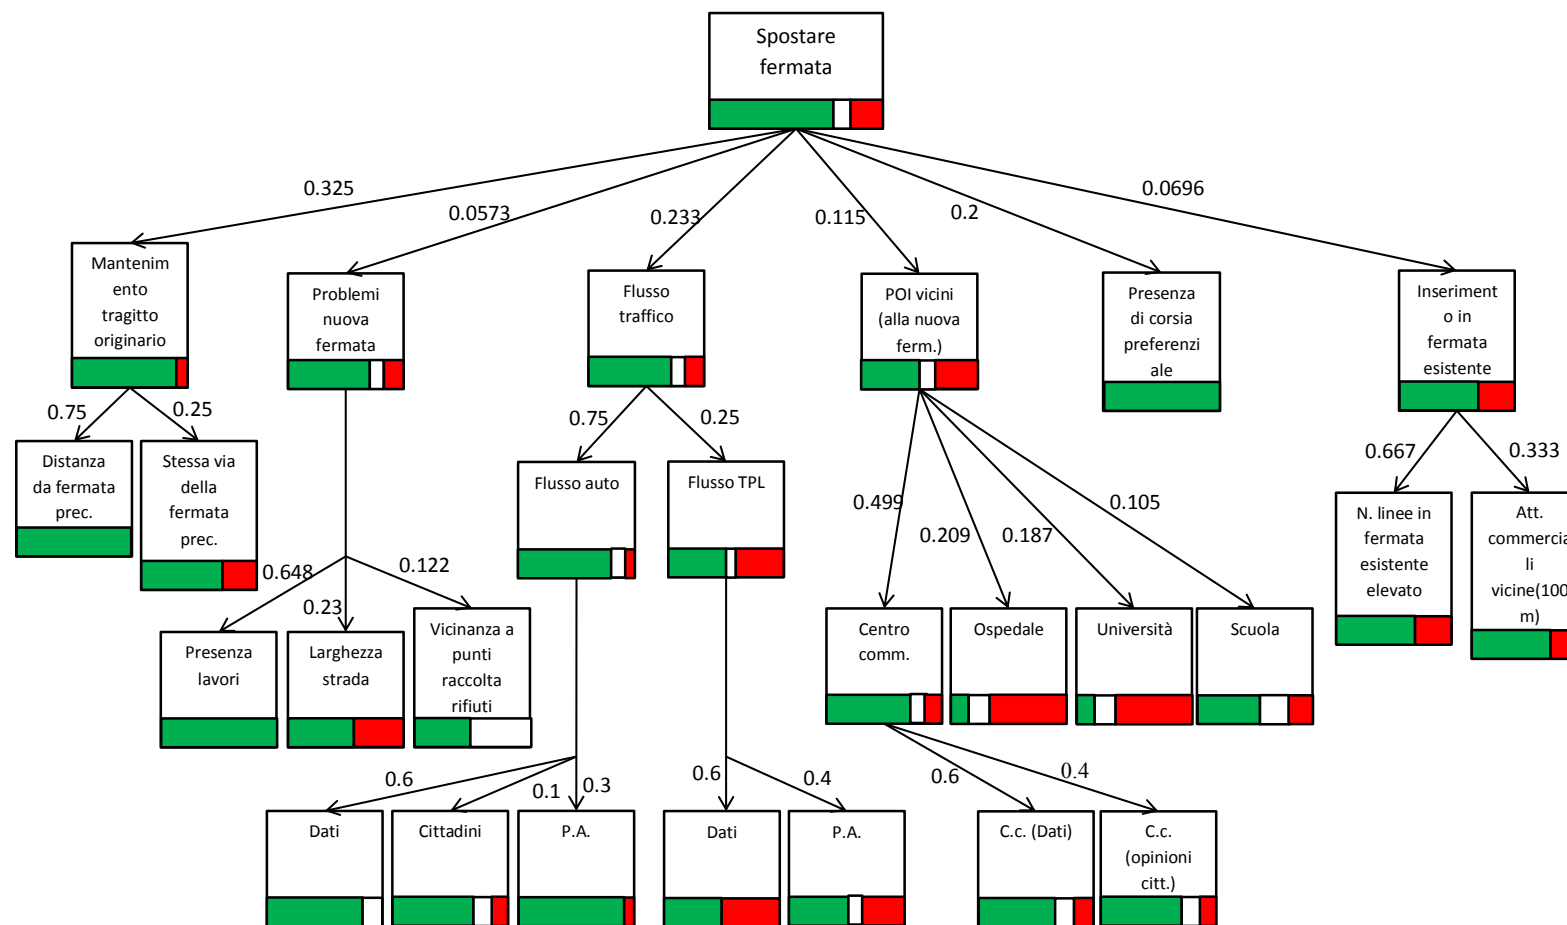 Spostare
fermata
0.325
0.0573
0.233
0.115
0.2
0.0696
Mantenim
ento
tragitto
originario
Problemi
nuova
fermata
Flusso
traffico
POI vicini
(alla nuova
ferm.)
Presenza
di corsia
preferenzi
ale
Inseriment
o in
fermata
esistente
0.75
0.25
0.75
0.25
0.667
0.333
Distanza
da fermata
prec.
Stessa via
della
fermata
prec.
Flusso auto
Flusso TPL
0.499
0.209
0.187
0.105
N. linee in
fermata
esistente
elevato
Att.
commercia
li
vicine(100
m)
0.648
0.23
0.122
Presenza
lavori
Larghezza
strada
Vicinanza a
punti
raccolta
rifiuti
Centro
comm.
Ospedale
Università
Scuola
0.6
0.1
0.3
0.6
0.4
0.6
0.4
Dati
Cittadini
P.A.
Dati
P.A.
C.c. (Dati)
C.c.
(opinioni
citt.)